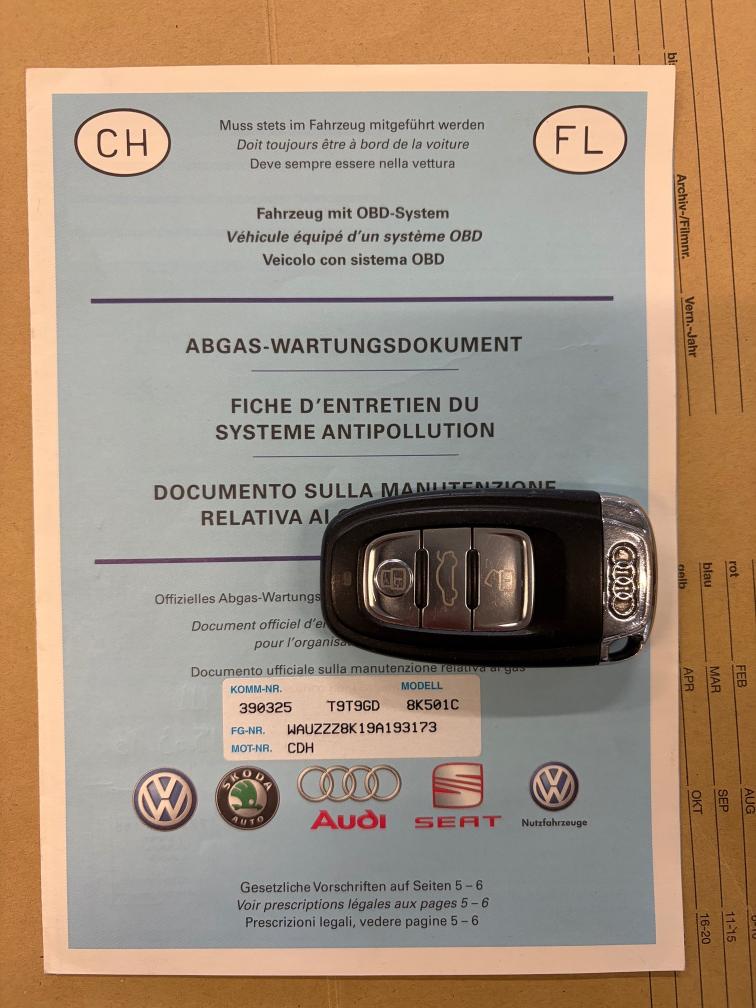 CH
FL
Muss stets im Fahrzeug mitgeführt werden
Doit toujours être à bord de la voiture
Deve sempre essere nella vettura
Fahrzeug mit OBD-System
Véhicule équipé d'un système OBD
Veicolo con sistema OBD
ABGAS-WARTUNGSDOKUMENT
FICHE D'ENTRETIEN DU
SYSTEME ANTIPOLLUTION
DOCUMENTO SULLA MANUTENZIONE
RELATIVA AI
Offizielles Abgas-Wartungs
Document officiel d'e
pour l'organis
Documento ufficiale sulla manutenzione relativa ai gas
KOMM-NR. MODELL
390325 T9T9GD 8K501C
FG-NR. WAUZZZ8K19A193173
MOT-NR. CDH
SKODA
AUTO
Audi
SEAT
Nutzfahrzeuge
Gesetzliche Vorschriften auf Seiten 5 – 6
Voir prescriptions légales aux pages 5 – 6
Prescrizioni legali, vedere pagine 5 – 6
Archiv-/Filmnr.
Vern.-Jahr
gelb
blau
rot
APR
MAR
FEB
OKT
SEP
AUG
16-20
11-15